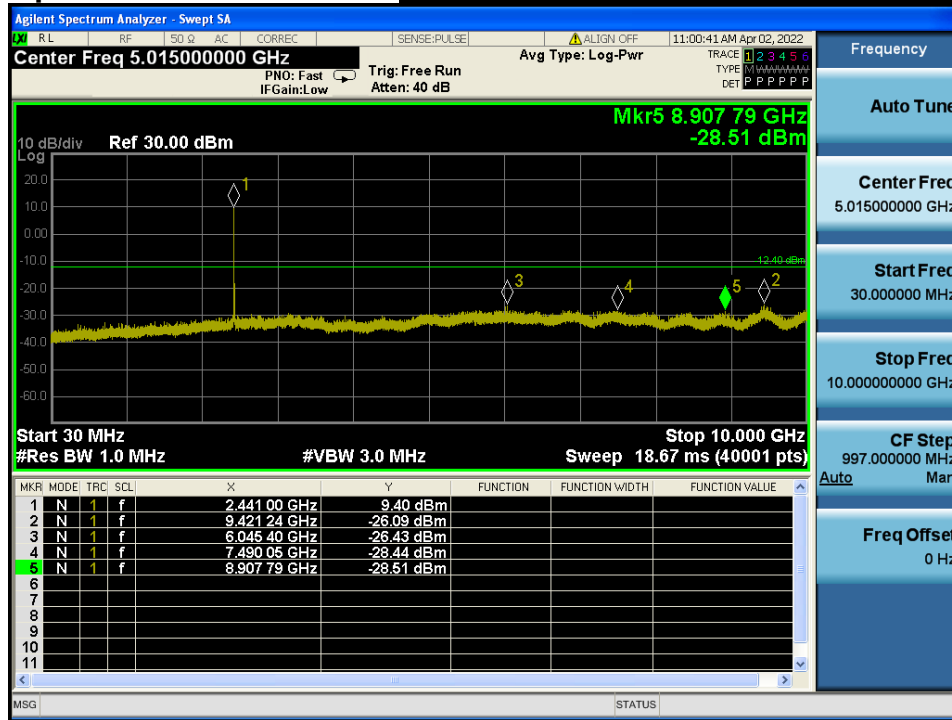 Agilent Spectrum Analyzer - Swept SA
LXI RL RF 50 Ω AC CORREC SENSE:PULSE ALIGN OFF 11:00:41 AM Apr 02, 2022
Center Freq 5.015000000 GHz
PNO: Fast
IFGain:Low
Trig: Free Run
Atten: 40 dB
Avg Type: Log-Pwr
TRACE 1 2 3 4 5 6
TYPE M
DET P P P P P P
Mkr5 8.907 79 GHz
-28.51 dBm
10 dB/div Ref 30.00 dBm
Log
20.0
10.0
0.00
-10.0
-20.0
-30.0
-40.0
-50.0
-60.0
1
-12.40 dBm
3
4
5
2
Start 30 MHz Stop 10.000 GHz
#Res BW 1.0 MHz #VBW 3.0 MHz Sweep 18.67 ms (40001 pts)
MKR MODE TRC SCL X Y FUNCTION FUNCTION WIDTH FUNCTION VALUE
1 N 1 f 2.441 00 GHz 9.40 dBm
2 N 1 f 9.421 24 GHz -26.09 dBm
3 N 1 f 6.045 40 GHz -26.43 dBm
4 N 1 f 7.490 05 GHz -28.44 dBm
5 N 1 f 8.907 79 GHz -28.51 dBm
6
7
8
9
10
11
MSG STATUS
Frequency
Auto Tune
Center Freq
5.015000000 GHz
Start Freq
30.000000 MHz
Stop Freq
10.000000000 GHz
CF Step
997.000000 MHz
Auto Man
Freq Offset
0 Hz